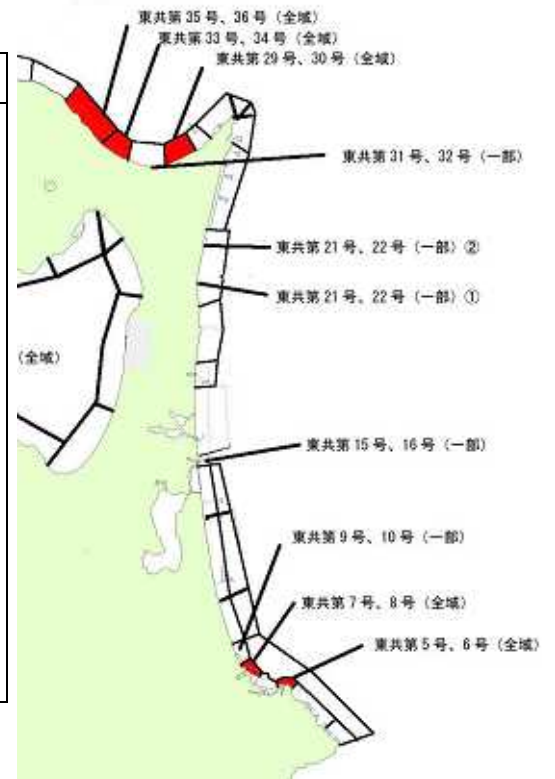 東共第35号、36号（全域）
東共第33号、34号（全域）
東共第29号、30号（全域）
東共第31号、32号（一部）
東共第21号、22号（一部）②
東共第21号、22号（一部）①
（全域）
東共第15号、16号（一部）
東共第9号、10号（一部）
東共第7号、8号（全域）
東共第5号、6号（全域）